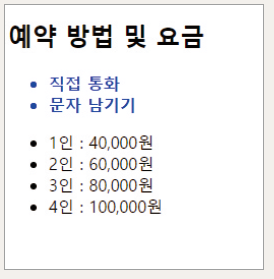 예약 방법 및 요금
직접 통화
문자 남기기
1인 : 40,000원
2인 : 60,000원
3인 : 80,000원
4인 : 100,000원